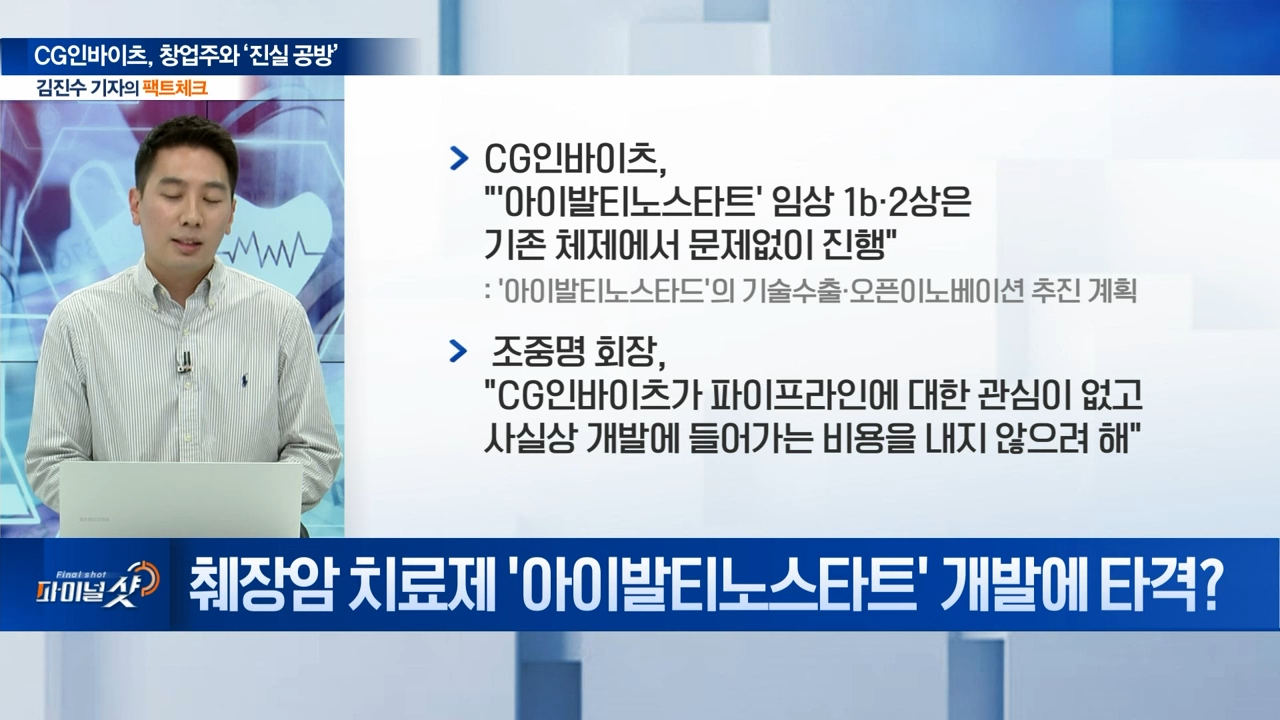 CG인바이츠, 창업주와 ‘진실 공방’
김진수 기자의 팩트체크
CG인바이츠,
"'아이발티노스타트' 임상 1b·2상은
기존 체제에서 문제없이 진행"
: '아이발티노스타드'의 기술수출·오픈이노베이션 추진 계획
조중명 회장,
"CG인바이츠가 파이프라인에 대한 관심이 없고
사실상 개발에 들어가는 비용을 내지 않으려 해"
Final shot
파이널샷
췌장암 치료제 '아이발티노스타트' 개발에 타격?